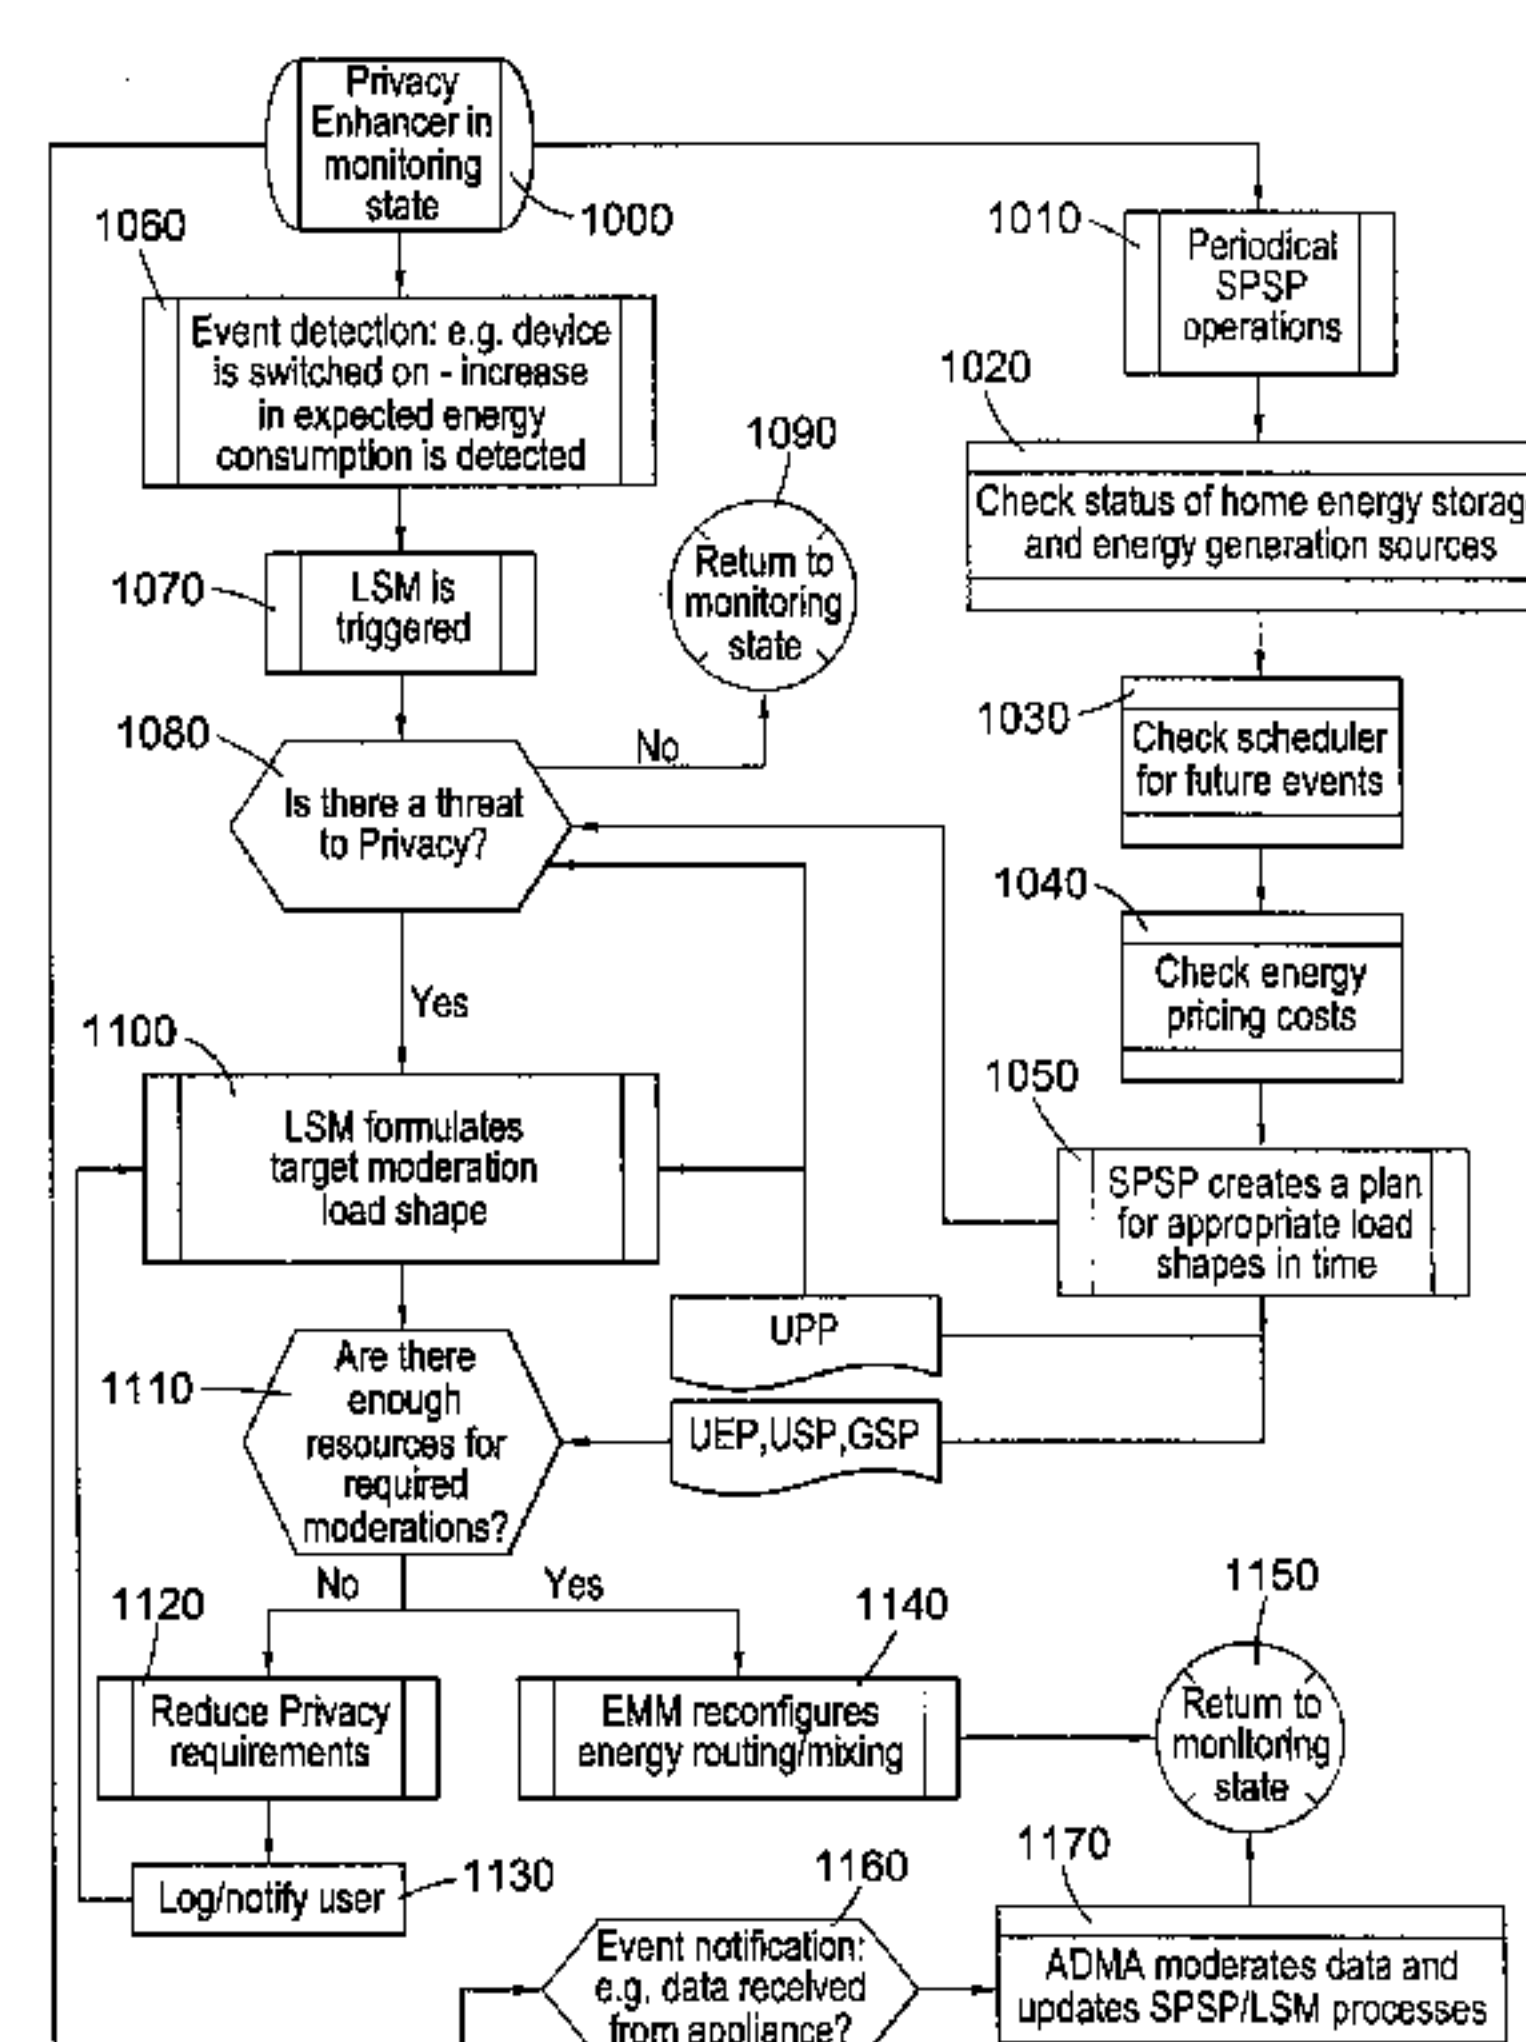 Privacy
Enhancer in
monitoring
state
1000
1060
1010
Periodical
SPSP
operations
Event detection: e.g. device
is switched on - increase
in expected energy
consumption is detected
1020
1090
Check status of home energy storag
and energy generation sources
Return to
monitoring
state
1070
LSM is
triggered
1030
Check scheduler
for future events
1080
No
Is there a threat
to Privacy?
1040
Check energy
pricing costs
Yes
1100
1050
LSM formulates
target moderation
load shape
SPSP creates a plan
for appropriate load
shapes in time
UPP
1110
Are there
enough
resources for
required
moderations?
UEP,USP,GSP
No
Yes
1120
1140
1150
Reduce Privacy
requirements
EMM reconfigures
energy routing/mixing
Return to
monitoring
state
1130
Log/notify user
1160
1170
Event notification:
e.g. data received
from appliance?
ADMA moderates data and
updates SPSP/LSM processes